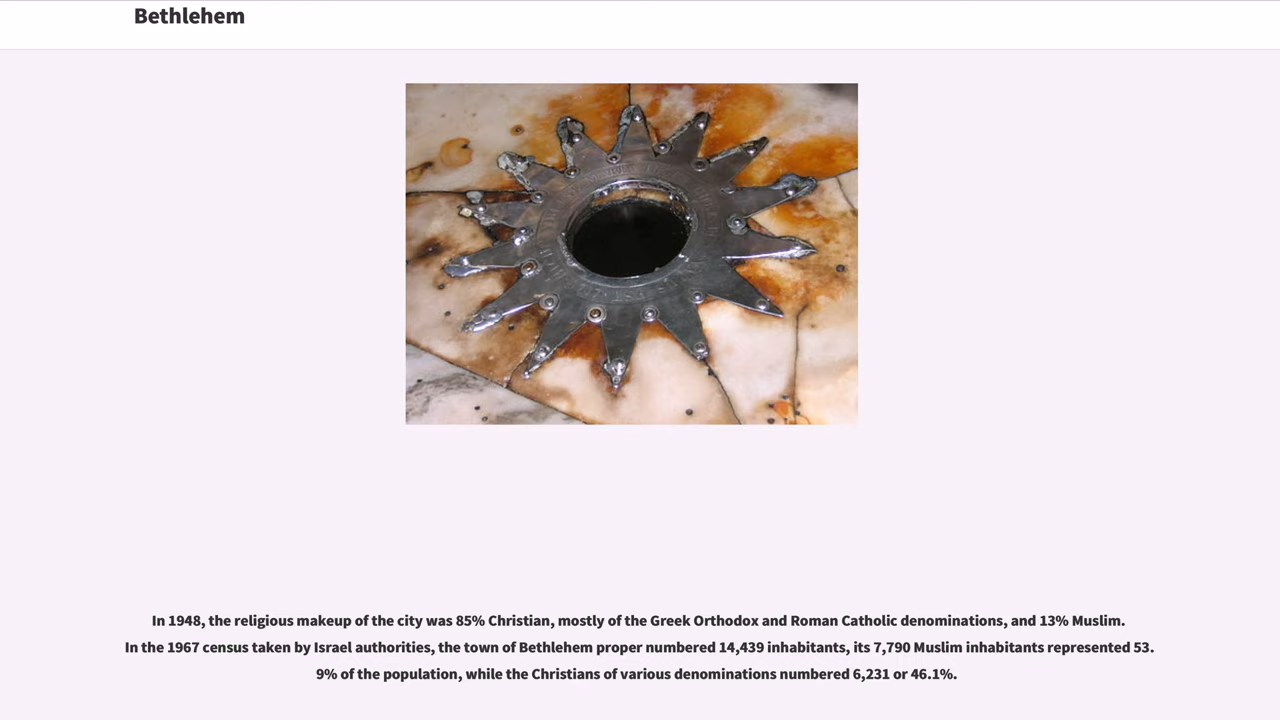 Bethlehem
In 1948, the religious makeup of the city was 85% Christian, mostly of the Greek Orthodox and Roman Catholic denominations, and 13% Muslim.
In the 1967 census taken by Israel authorities, the town of Bethlehem proper numbered 14,439 inhabitants, its 7,790 Muslim inhabitants represented 53.
9% of the population, while the Christians of various denominations numbered 6,231 or 46.1%.